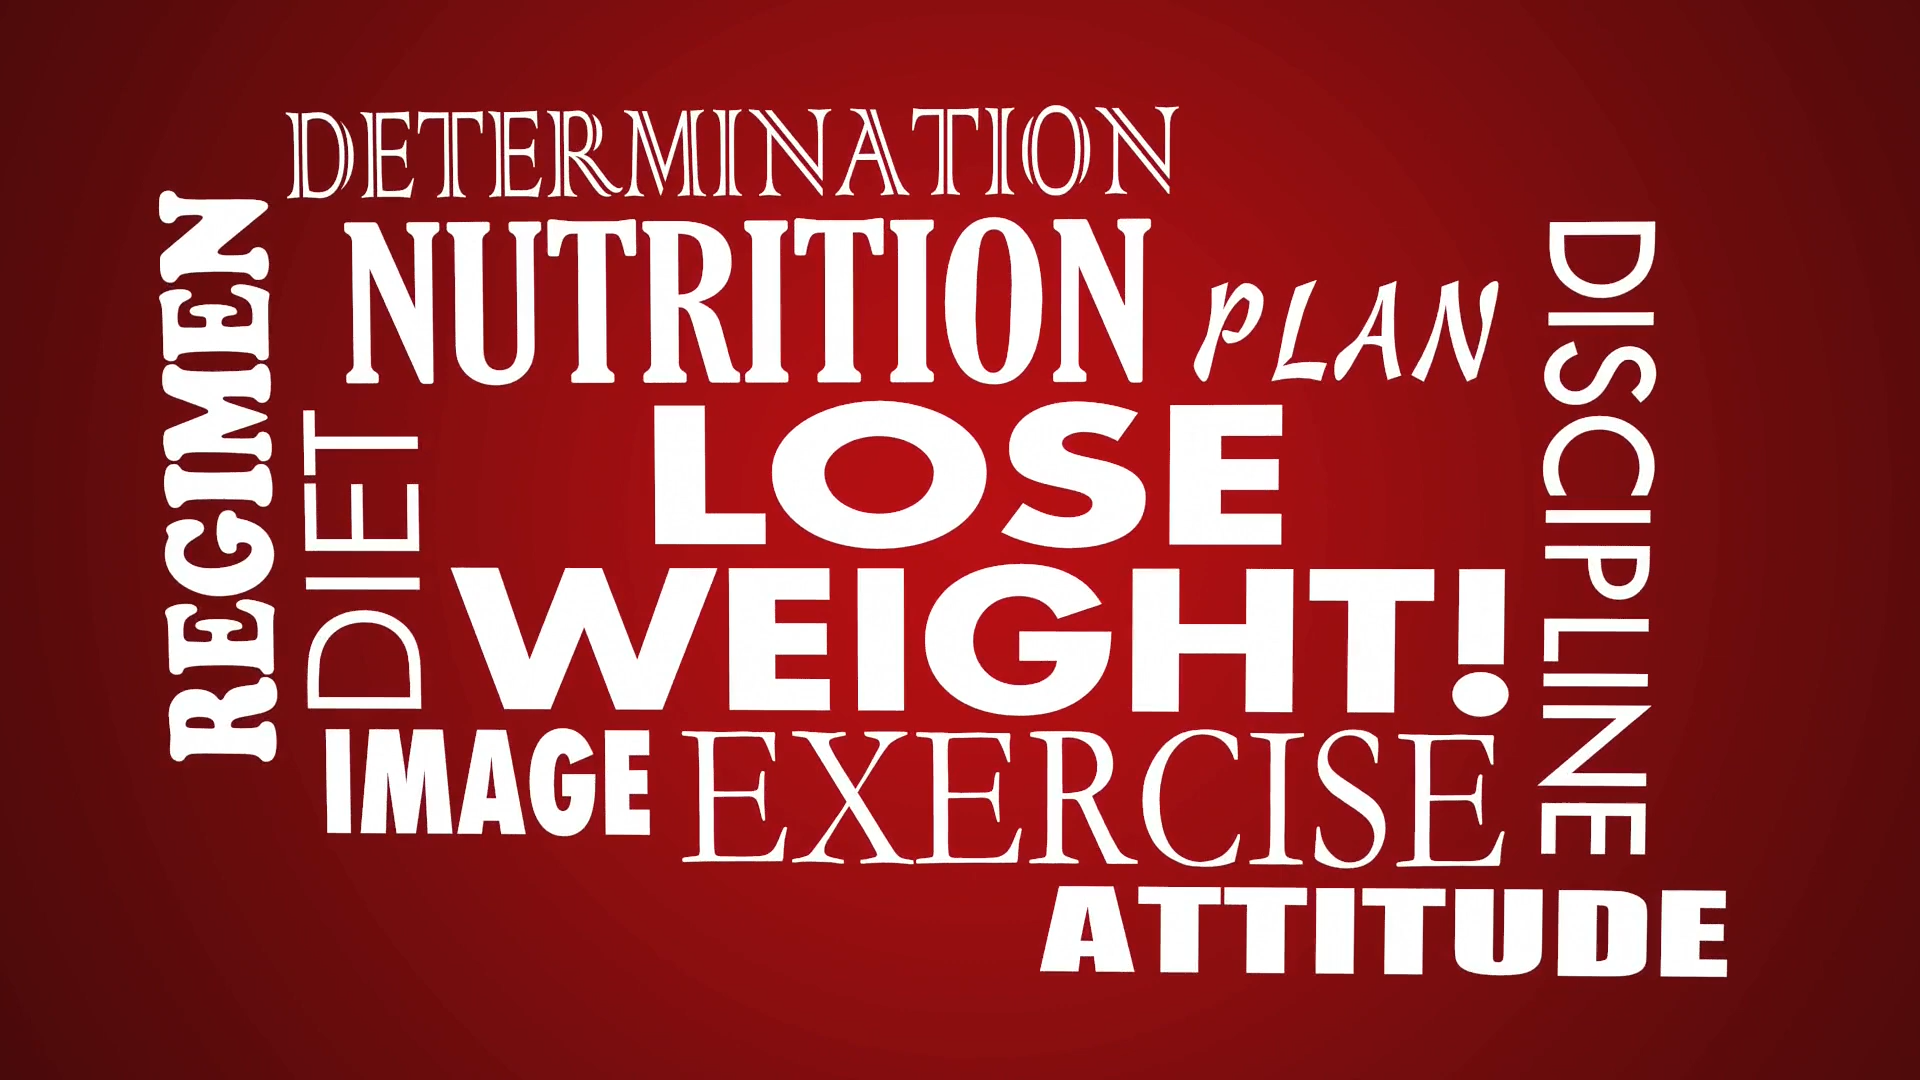 DETERMINATION
REGIMEN
NUTRITION
PLAN
DISCIPLINE
DIET
LOSE
WEIGHT!
IMAGE
EXERCISE
ATTITUDE